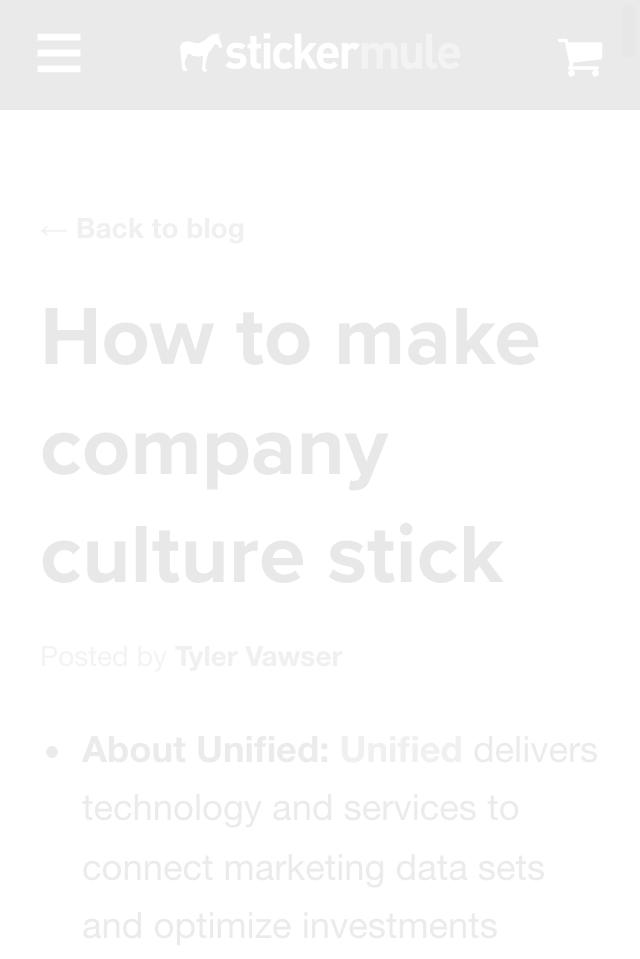 stickermule
← Back to blog
How to make
company
culture stick
Posted by Tyler Vawser
• About Unified: Unified delivers
technology and services to
connect marketing data sets
and optimize investments